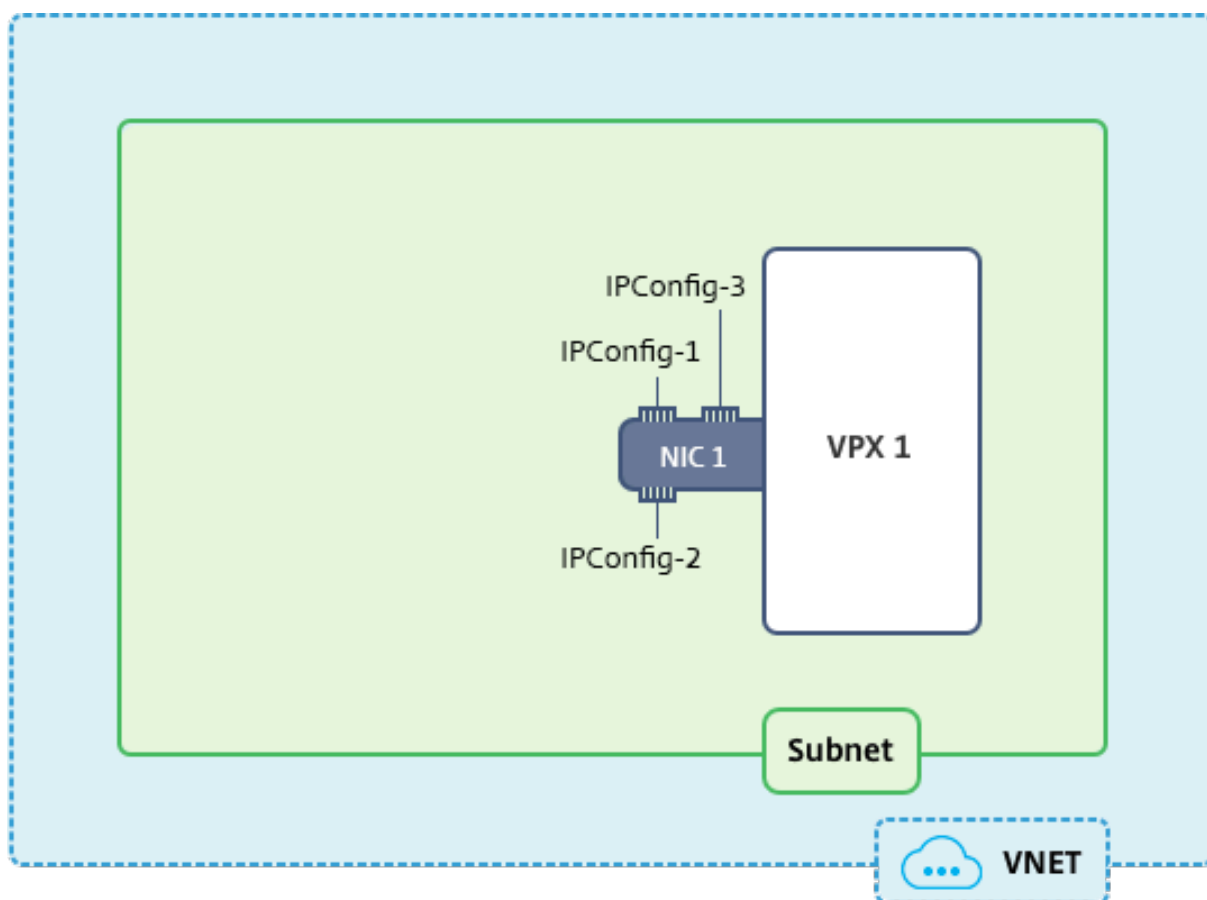 IPConfig-3
IPConfig-1
NIC 1
VPX 1
IPConfig-2
Subnet
VNET